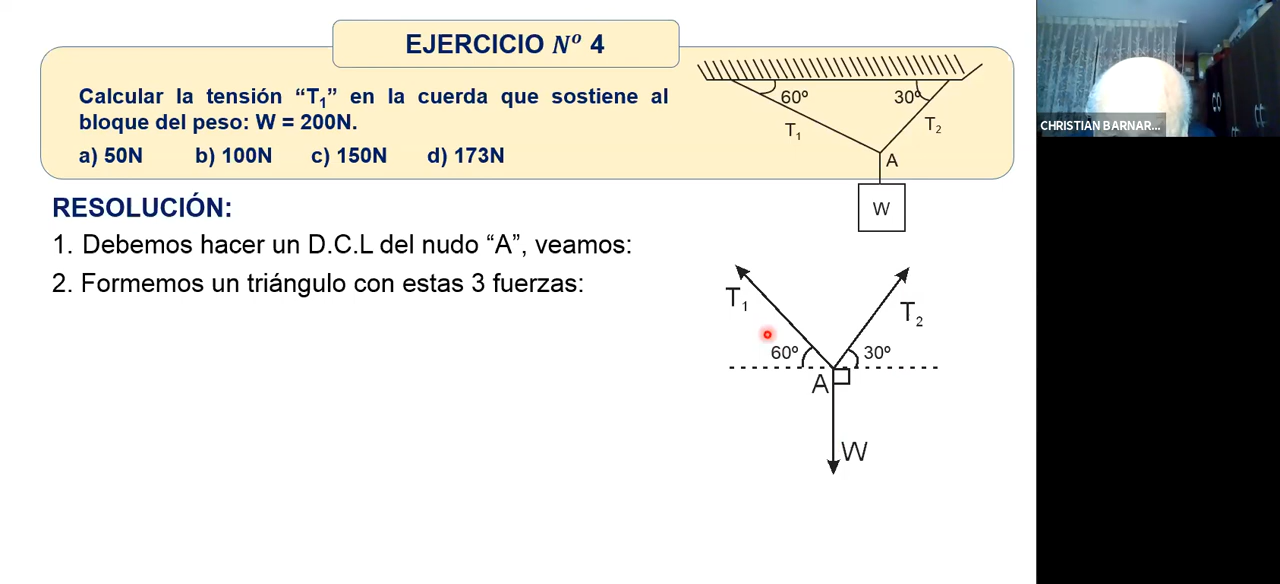 EJERCICIO Nº 4
Calcular la tensión “T₁” en la cuerda que sostiene al
bloque del peso: W = 200N.
a) 50N b) 100N c) 150N d) 173N
60º 30º
T₁ T₂
A
W
CHRISTIAN BARNAR...
RESOLUCIÓN:
1. Debemos hacer un D.C.L del nudo “A”, veamos:
2. Formemos un triángulo con estas 3 fuerzas:
T₁ T₂
60º 30º
A
W